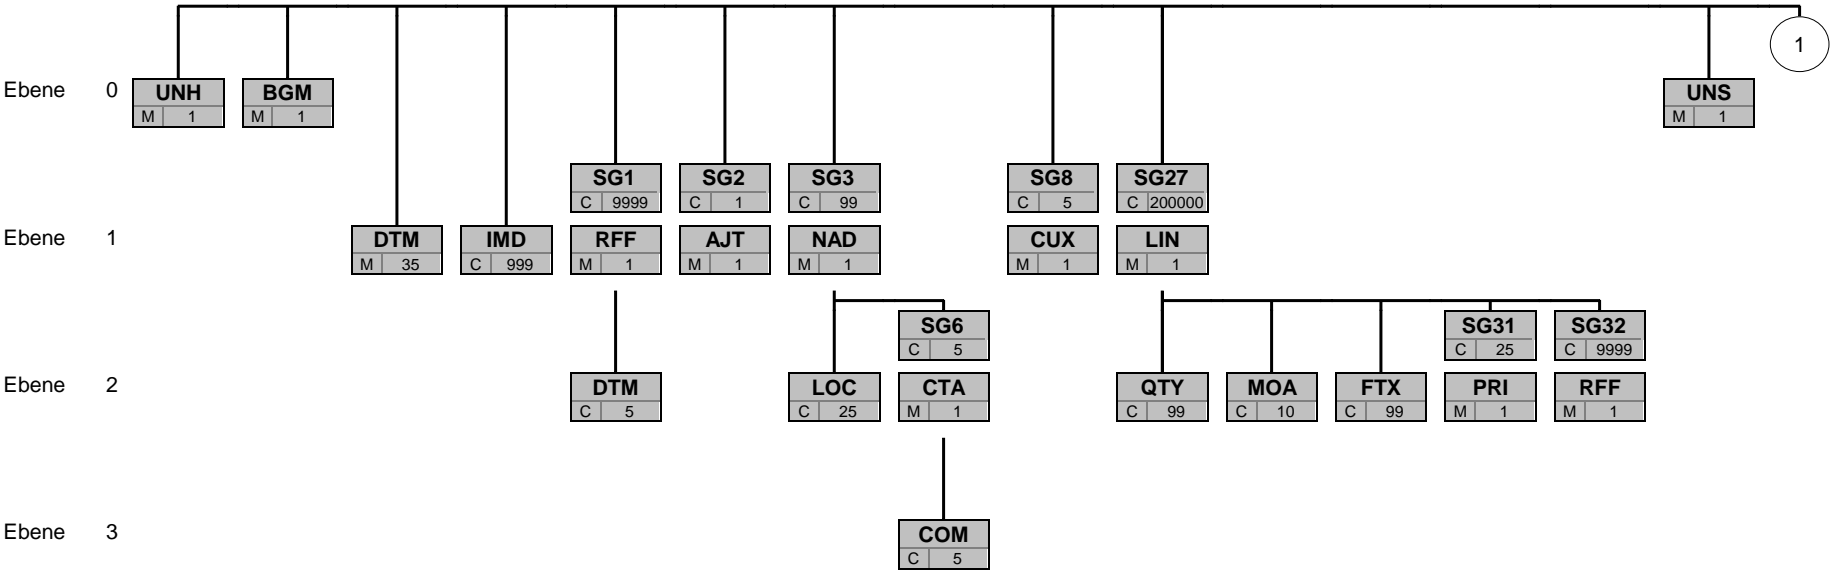 1
Ebene 0 UNH BGM UNS
M 1 M 1 M 1
SG1 SG2 SG3 SG8 SG27
C 9999 C 1 C 99 C 5 C 200000
Ebene 1 DTM IMD RFF AJT NAD CUX LIN
M 35 C 999 M 1 M 1 M 1 M 1 M 1
SG6 SG31 SG32
C 5 C 25 C 9999
Ebene 2 DTM LOC CTA QTY MOA FTX PRI RFF
C 5 C 25 M 1 C 99 C 10 C 99 M 1 M 1
Ebene 3 COM
C 5